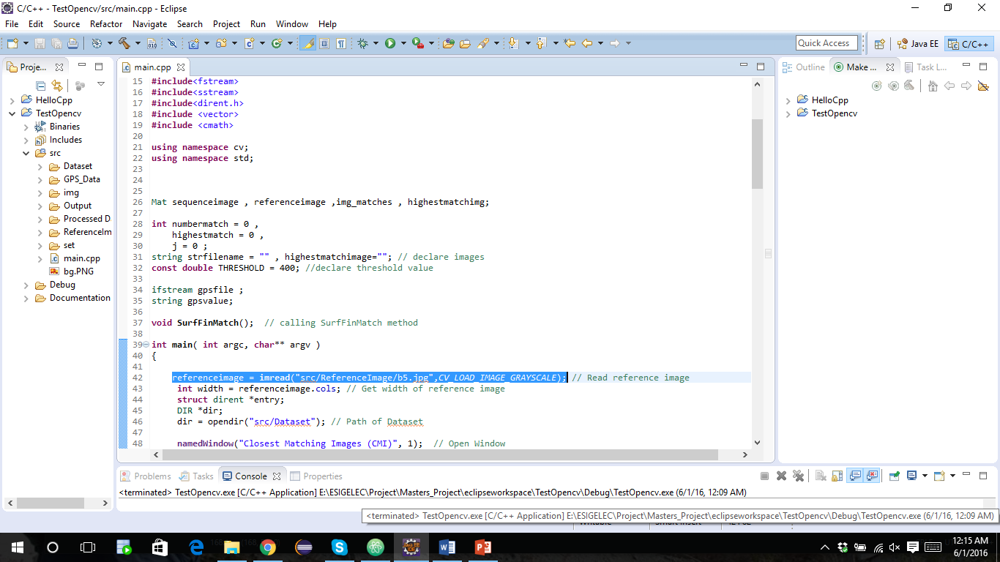 C/C++ - TestOpencv/src/main.cpp - Eclipse
File Edit Source Refactor Navigate Search Project Run Window Help
Quick Access Java EE C/C++
Proje...
HelloCpp
TestOpencv
Binaries
Includes
src
Dataset
GPS_Data
img
Output
Processed D
ReferenceIm
set
main.cpp
bg.PNG
Debug
Documentation
main.cpp
15 #include<fstream>
16 #include<sstream>
17 #include<dirent.h>
18 #include <vector>
19 #include <cmath>
20
21 using namespace cv;
22 using namespace std;
23
24
25
26 Mat sequenceimage , referenceimage ,img_matches , highestmatchimg;
27
28 int numbermatch = 0 ,
29 highestmatch = 0 ,
30 j = 0 ;
31 string strfilename = "" , highestmatchimage=""; // declare images
32 const double THRESHOLD = 400; //declare threshold value
33
34 ifstream gpsfile ;
35 string gpsvalue;
36
37 void SurfFinMatch(); // calling SurfFinMatch method
38
39 int main( int argc, char** argv )
40 {
41
42 referenceimage = imread("src/ReferenceImage/b5.jpg",CV_LOAD_IMAGE_GRAYSCALE); // Read reference image
43 int width = referenceimage.cols; // Get width of reference image
44 struct dirent *entry;
45 DIR *dir;
46 dir = opendir("src/Dataset"); // Path of Dataset
47
48 namedWindow("Closest Matching Images (CMI)", 1); // Open Window
Outline Make ... Task L...
HelloCpp
TestOpencv
Problems Tasks Console Properties
<terminated> TestOpencv.exe [C/C++ Application] E:\ESIGELEC\Project\Masters_Project\eclipseworkspace\TestOpencv\Debug\TestOpencv.exe (6/1/16, 12:09 AM)
<terminated> TestOpencv.exe [C/C++ Application] E:\ESIGELEC\Project\Masters_Project\eclipseworkspace\TestOpencv\Debug\TestOpencv.exe (6/1/16, 12:09 AM)
12:15 AM
6/1/2016